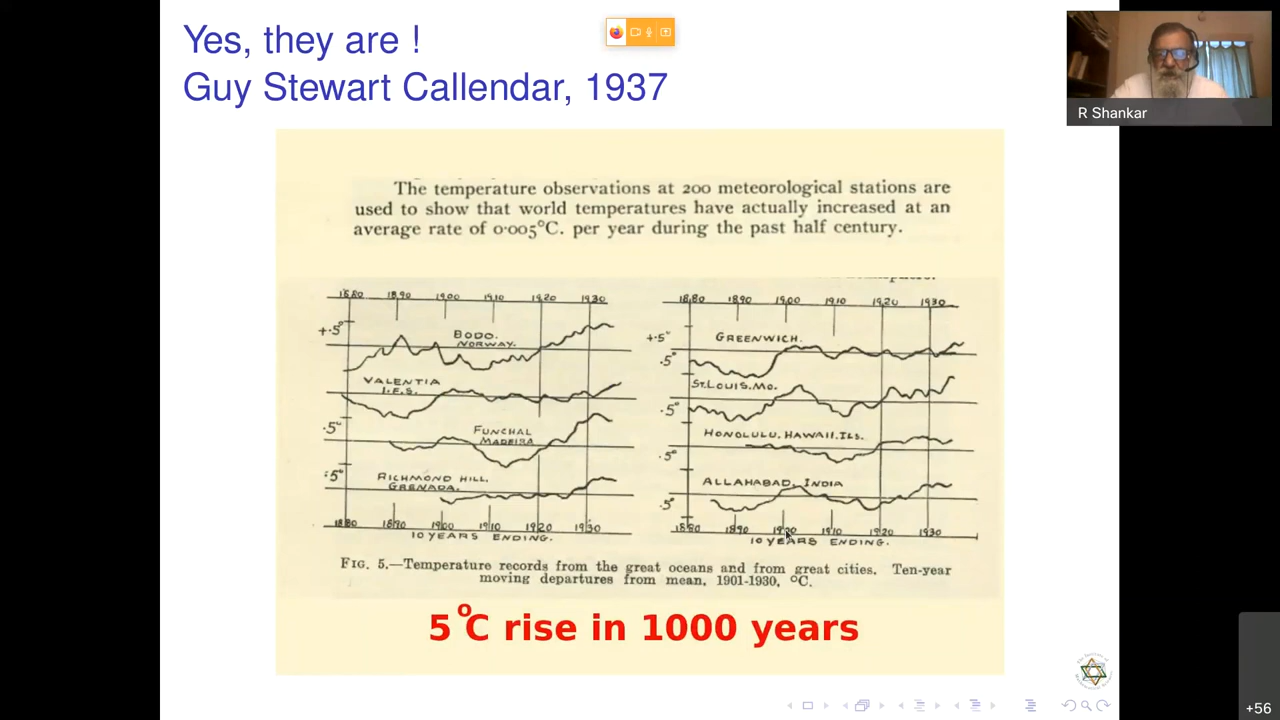 Yes, they are !
Guy Stewart Callendar, 1937
R Shankar
The temperature observations at 200 meteorological stations are
used to show that world temperatures have actually increased at an
average rate of 0·005°C. per year during the past half century.
1880 1890 1900 1910 1920 1930
+·5°
BODO.
NORWAY.
VALENTIA
I.F.S.
·5°
FUNCHAL
MADEIRA
·5°
RICHMOND HILL.
GRENADA.
1880 1890 1900 1910 1920 1930
10 YEARS ENDING.
1880 1890 1900 1910 1920 1930
+·5°
GREENWICH.
·5°
ST. LOUIS. MO.
·5°
HONOLULU. HAWAII. ILS.
·5°
ALLAHABAD, INDIA
·5°
1880 1890 1900 1910 1920 1930
10 YEARS ENDING.
FIG. 5.—Temperature records from the great oceans and from great cities. Ten-year
moving departures from mean, 1901-1930, °C.
5°C rise in 1000 years
+56